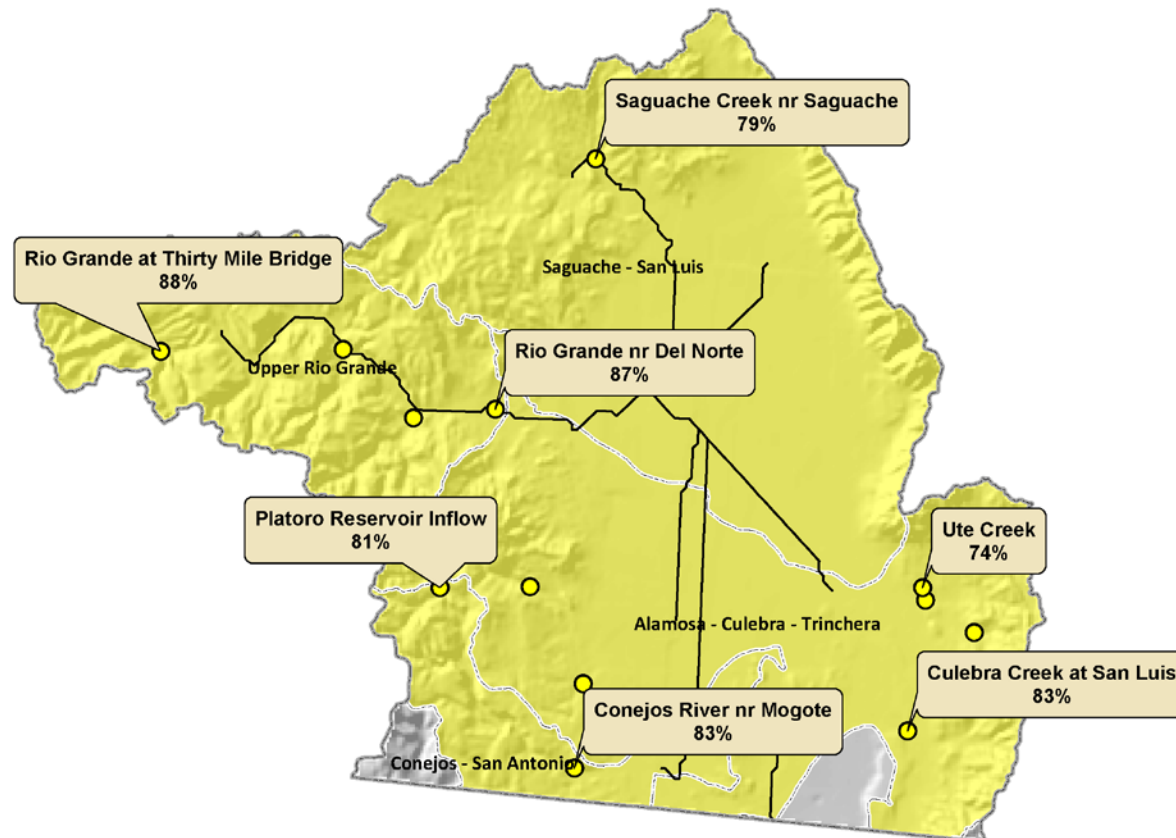 Saguache Creek nr Saguache
79%
Rio Grande at Thirty Mile Bridge
88%
Saguache - San Luis
Rio Grande nr Del Norte
87%
Upper Rio Grande
Platoro Reservoir Inflow
81%
Ute Creek
74%
Alamosa - Culebra - Trinchera
Culebra Creek at San Luis
83%
Conejos River nr Mogote
83%
Conejos - San Antonio